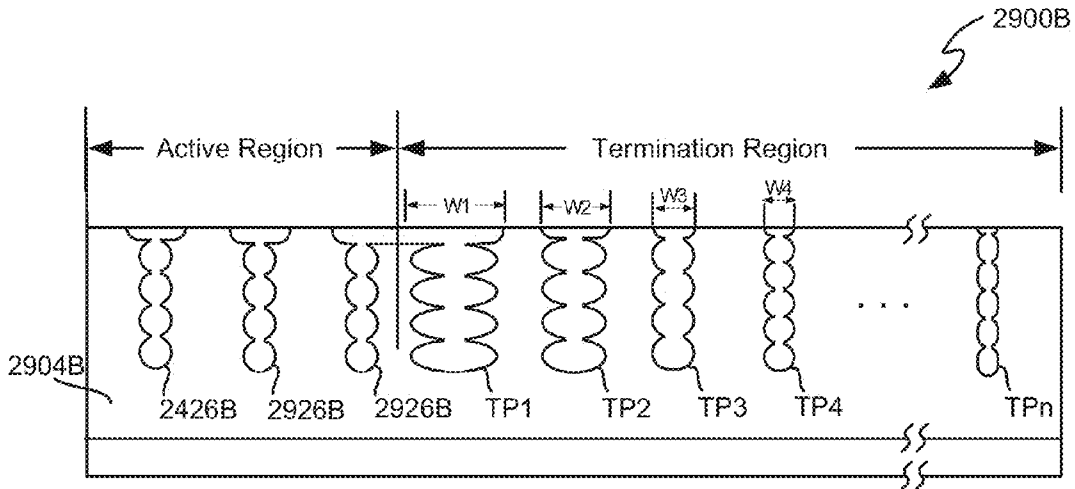 2900B
Active Region
Termination Region
W1
W2
W3
W4
. . .
2904B
2426B
2926B
2926B
TP1
TP2
TP3
TP4
TPn